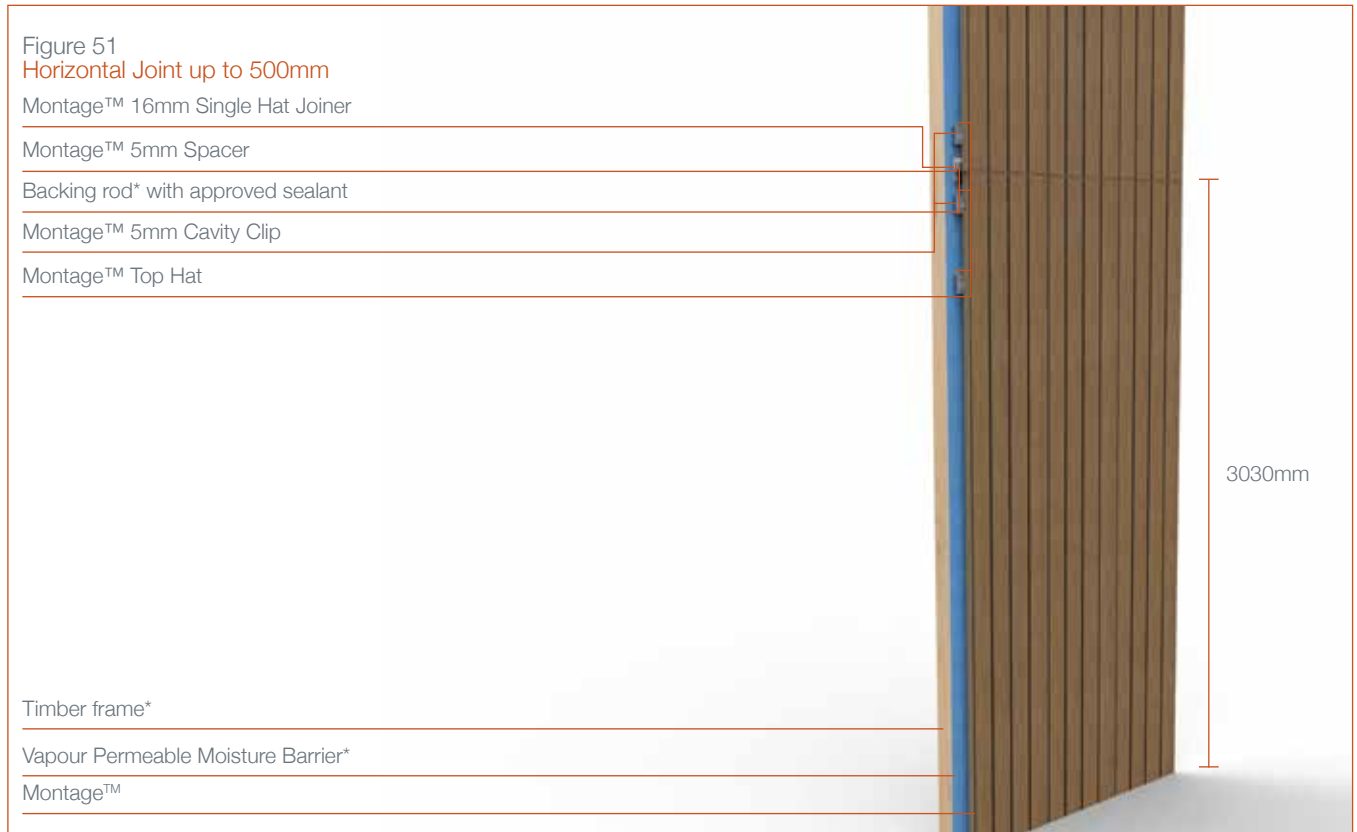 Figure 51
Horizontal Joint up to 500mm
Montage™ 16mm Single Hat Joiner
Montage™ 5mm Spacer
Backing rod* with approved sealant
Montage™ 5mm Cavity Clip
Montage™ Top Hat
3030mm
Timber frame*
Vapour Permeable Moisture Barrier*
Montage™